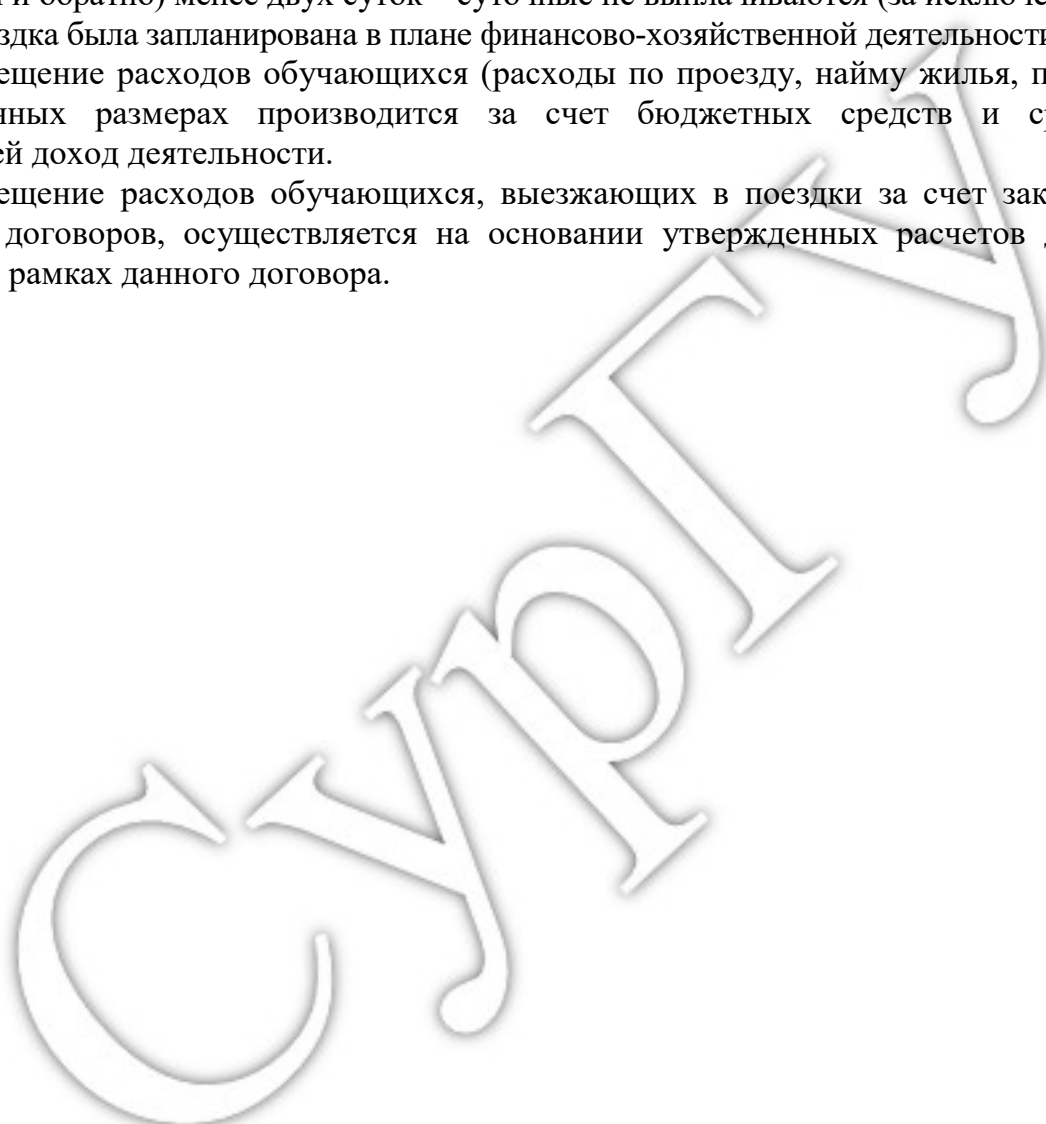 и обратно) менее двух суток – суточные не выплачиваются (за исключе
здка была запланирована в плане финансово-хозяйственной деятельности
ещение расходов обучающихся (расходы по проезду, найму жилья, п
нных размерах производится за счет бюджетных средств и ср
ей доход деятельности.
ещение расходов обучающихся, выезжающих в поездки за счет зак
договоров, осуществляется на основании утвержденных расчетов д
рамках данного договора.
СурГУ